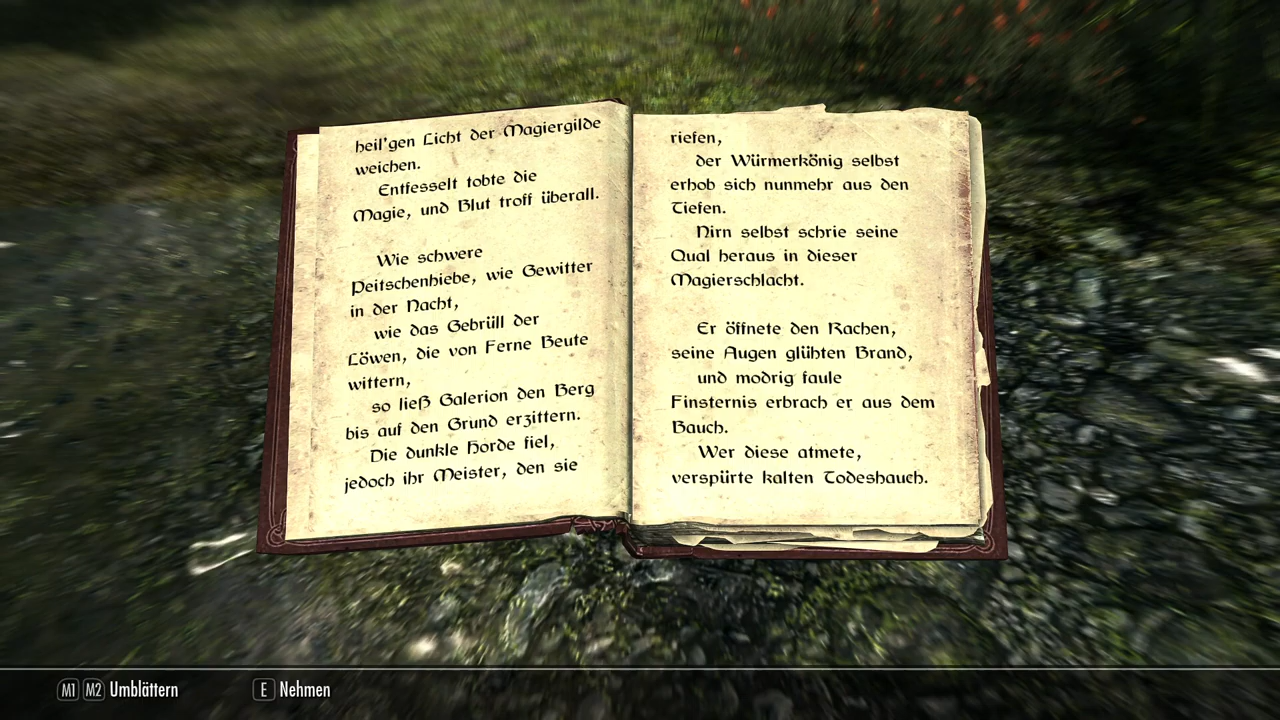 heil'gen Licht der Magiergilde
weichen.
Entfesselt tobte die
Magie, und Blut troff überall.
Wie schwere
Peitschenhiebe, wie Gewitter
in der Nacht,
wie das Gebrüll der
Löwen, die von Ferne Beute
wittern,
so ließ Galerion den Berg
bis auf den Grund erzittern.
Die dunkle Horde fiel,
jedoch ihr Meister, den sie
riefen,
der Würmerkönig selbst
erhob sich nunmehr aus den
Tiefen.
Nirn selbst schrie seine
Qual heraus in dieser
Magierschlacht.
Er öffnete den Rachen,
seine Augen glühten Brand,
und modrig faule
Finsternis erbrach er aus dem
Bauch.
Wer diese atmete,
verspürte kalten Todeshauch.
M1 M2 Umblättern E Nehmen